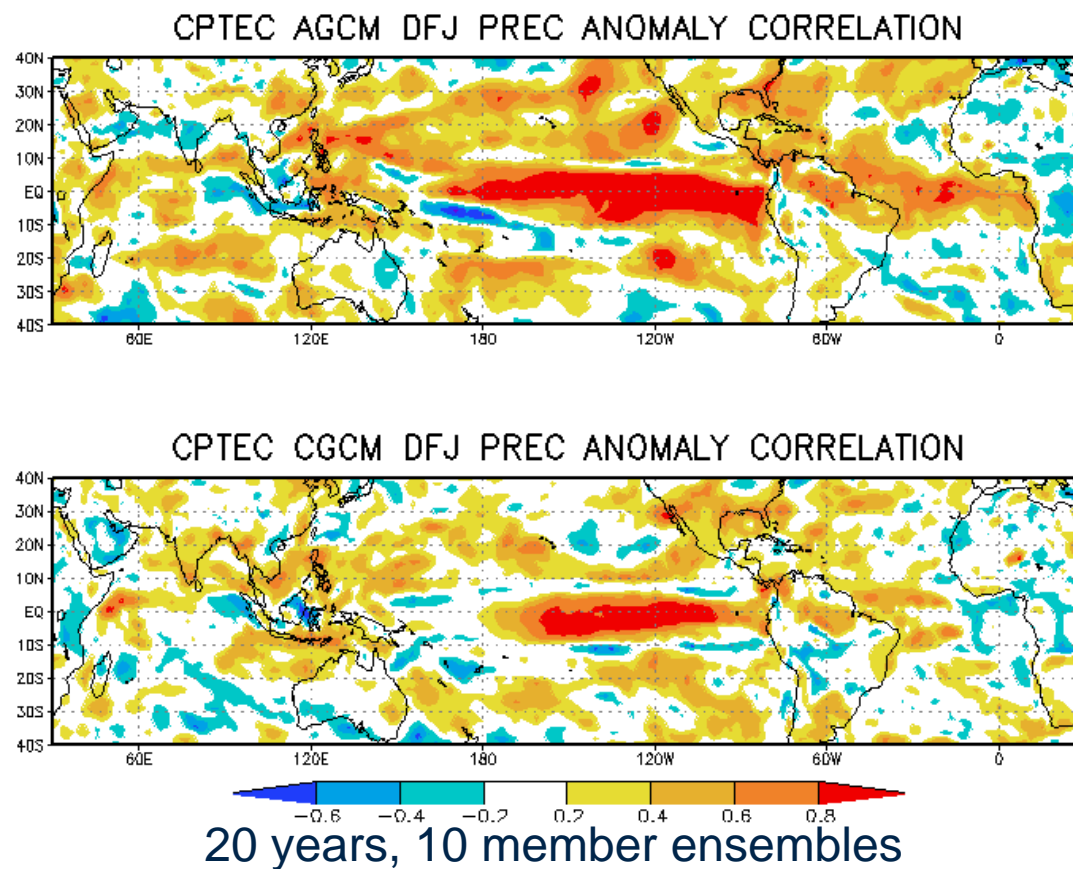 CPTEC AGCM DFJ PREC ANOMALY CORRELATION
40N
30N
20N
10N
EQ
10S
20S
30S
40S
60E 120E 180 120W 60W 0
CPTEC CGCM DFJ PREC ANOMALY CORRELATION
40N
30N
20N
10N
EQ
10S
20S
30S
40S
60E 120E 180 120W 60W 0
-0.6 -0.4 -0.2 0.2 0.4 0.6 0.8
20 years, 10 member ensembles